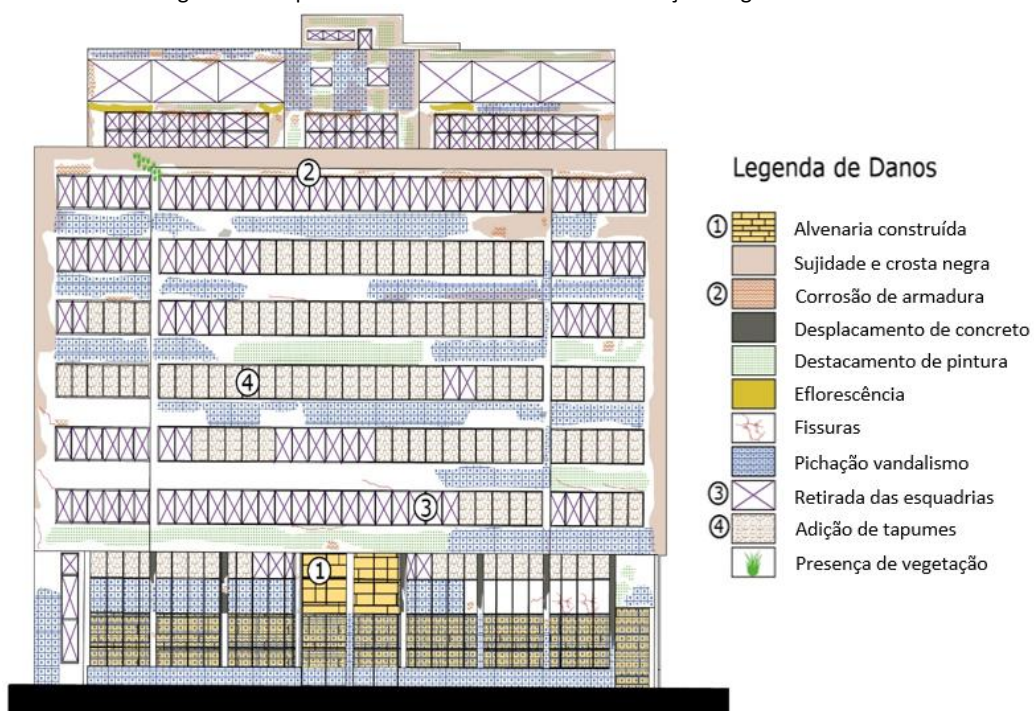 ②
④
③
①
Legenda de Danos
① Alvenaria construída
Sujidade e crosta negra
② Corrosão de armadura
Desplacamento de concreto
Destacamento de pintura
Eflorescência
Fissuras
Pichação vandalismo
③ Retirada das esquadrias
④ Adição de tapumes
Presença de vegetação